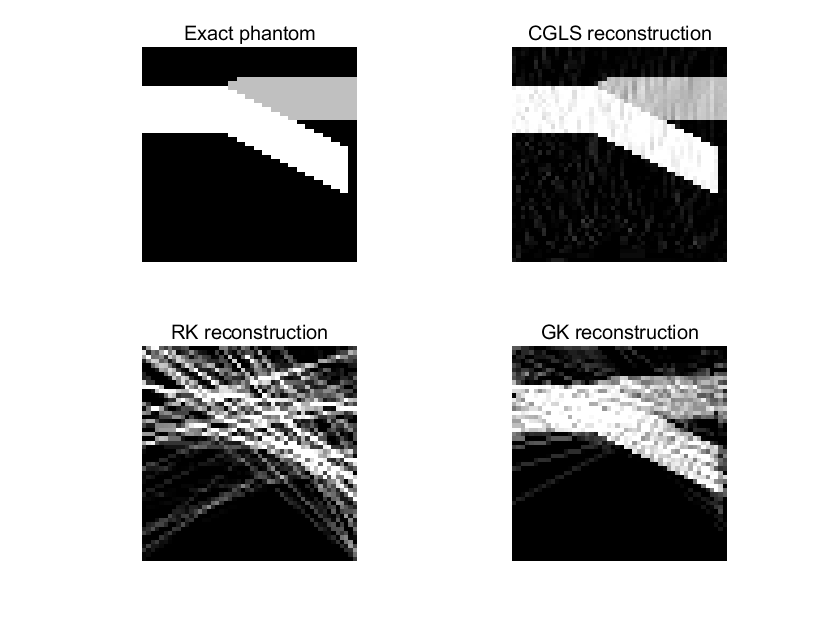 Exact phantom
CGLS reconstruction
RK reconstruction
GK reconstruction